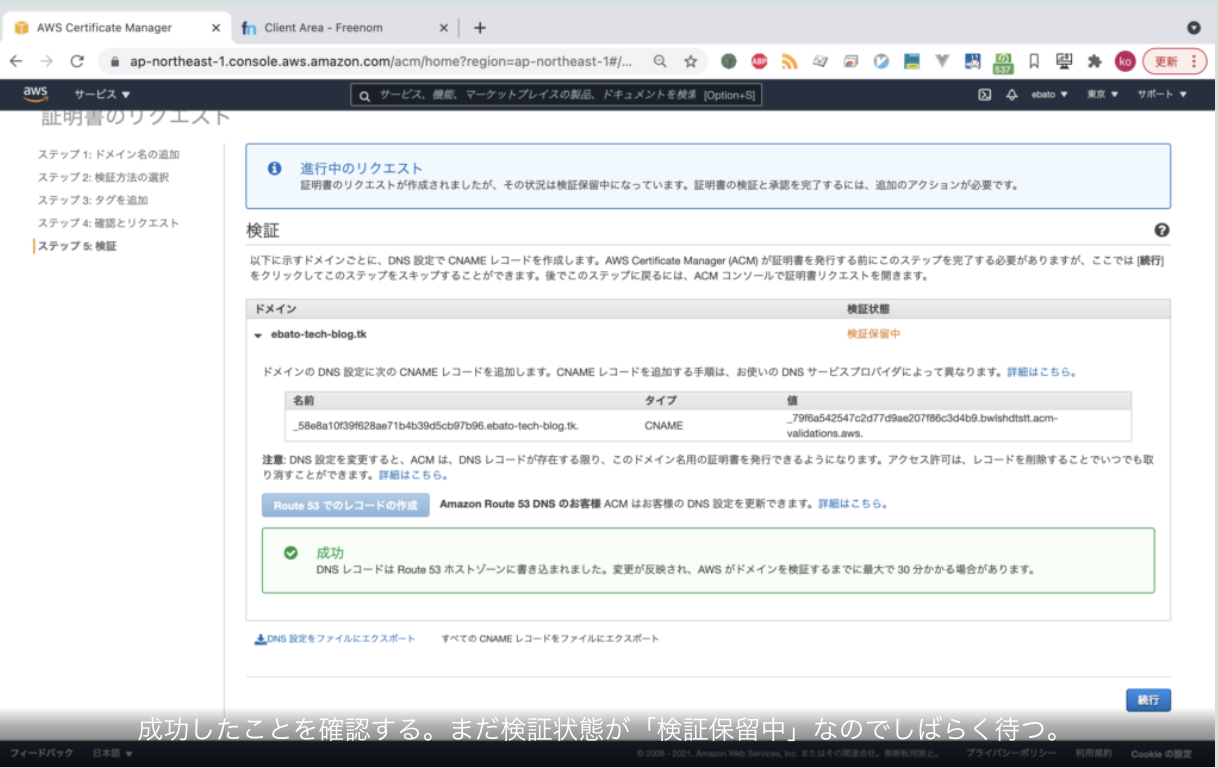 AWS Certificate Manager
fn Client Area - Freenom
ap-northeast-1.console.aws.amazon.com/acm/home?region=ap-northeast-1#/...
ABP
537
ko
更新
aws
サービス
サービス、機能、マーケットプレイスの製品、ドキュメントを検索 [Option+S]
ebato
東京
サポート
証明書のリクエスト
ステップ 1: ドメイン名の追加
ステップ 2: 検証方法の選択
ステップ 3: タグを追加
ステップ 4: 確認とリクエスト
ステップ 5: 検証
進行中のリクエスト
証明書のリクエストが作成されましたが、その状況は検証保留中になっています。証明書の検証と承認を完了するには、追加のアクションが必要です。
検証
以下に示すドメインごとに、DNS 設定で CNAME レコードを作成します。AWS Certificate Manager (ACM) が証明書を発行する前にこのステップを完了する必要がありますが、ここでは [続行]
をクリックしてこのステップをスキップすることができます。後でこのステップに戻るには、ACM コンソールで証明書リクエストを開きます。
ドメイン 検証状態
ebato-tech-blog.tk 検証保留中
ドメインの DNS 設定に次の CNAME レコードを追加します。CNAME レコードを追加する手順は、お使いの DNS サービスプロバイダによって異なります。詳細はこちら。
名前 タイプ 値
_58e8a10f39f628ae71b4b39d5cb97b96.ebato-tech-blog.tk. CNAME _79f6a542547c2d77d9ae207f86c3d4b9.bwlshdtstt.acm-
validations.aws.
注意: DNS 設定を変更すると、ACM は、DNS レコードが存在する限り、このドメイン名用の証明書を発行できるようになります。アクセス許可は、レコードを削除することでいつでも取
り消すことができます。詳細はこちら。
Route 53 でのレコードの作成 Amazon Route 53 DNS のお客様 ACM はお客様の DNS 設定を更新できます。詳細はこちら。
成功
DNS レコードは Route 53 ホストゾーンに書き込まれました。変更が反映され、AWS がドメインを検証するまでに最大で 30 分かかる場合があります。
DNS 設定をファイルにエクスポート すべての CNAME レコードをファイルにエクスポート
続行
成功したことを確認する。まだ検証状態が「検証保留中」なのでしばらく待つ。
フィードバック 日本語 © 2008 - 2021, Amazon Web Services, Inc. またはその関連会社。無断転用禁止。 プライバシーポリシー 利用規約 Cookie の設定